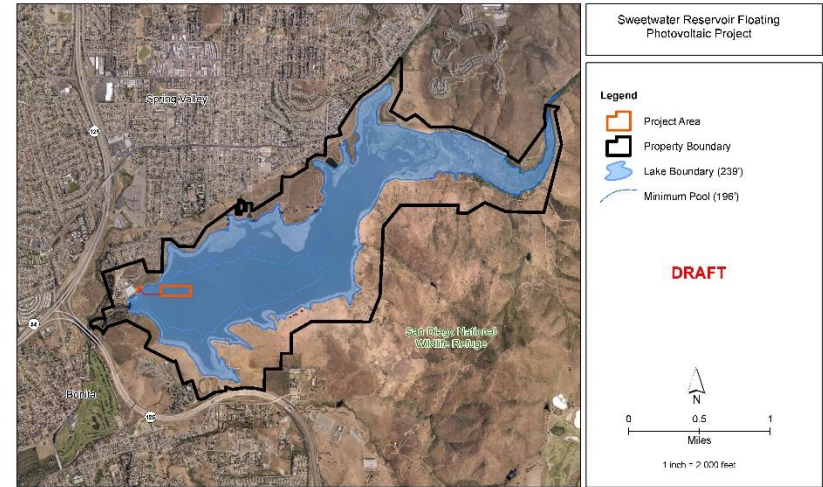 Sweetwater Reservoir Floating
Photovoltaic Project
Legend
Project Area
Property Boundary
Lake Boundary (239')
Minimum Pool (196')
DRAFT
N
0 0.5 1
Miles
1 inch = 2,000 feet
Spring Valley
125
54
San Diego National
Wildlife Refuge
Bonita
125